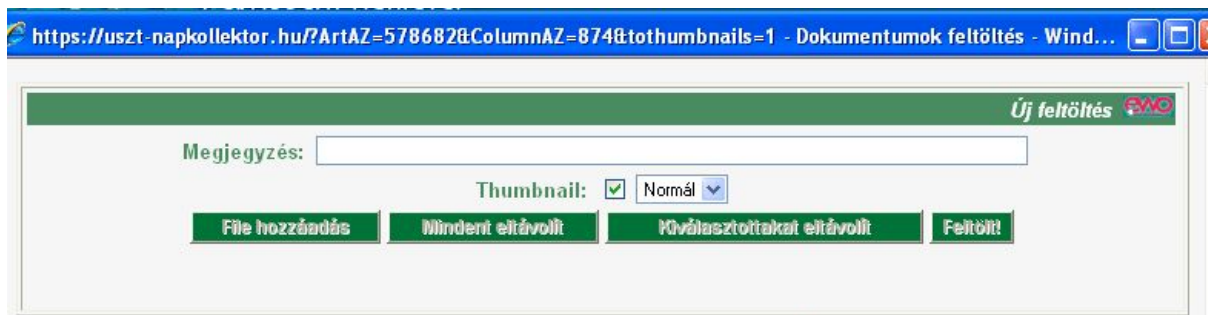 https://uszt-napkollektor.hu/?ArtAZ=578682&ColumnAZ=874&tothumbnails=1 - Dokumentumok feltöltés - Wind...
Új feltöltés EWO
Megjegyzés:
Thumbnail: Normál
File hozzáadás Mindent eltávolít Kiválasztottakat eltávolít Feltölt!